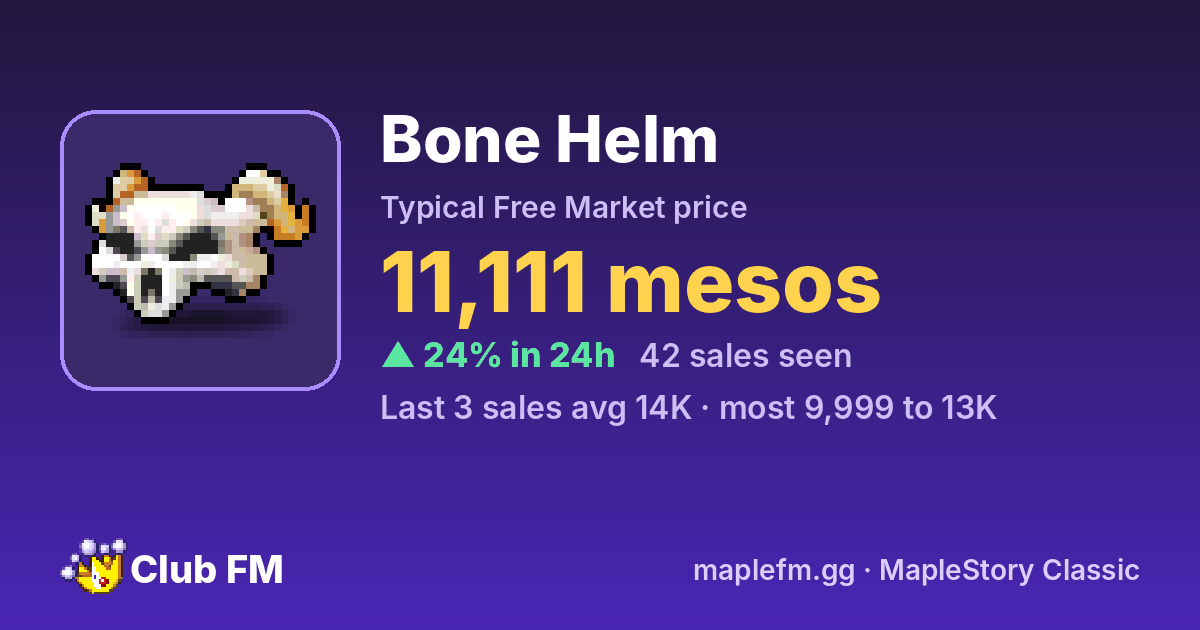 Bone Helm
Typical Free Market price
11,111 mesos
▲ 24% in 24h 42 sales seen
Last 3 sales avg 14K · most 9,999 to 13K
Club FM
maplefm.gg · MapleStory Classic